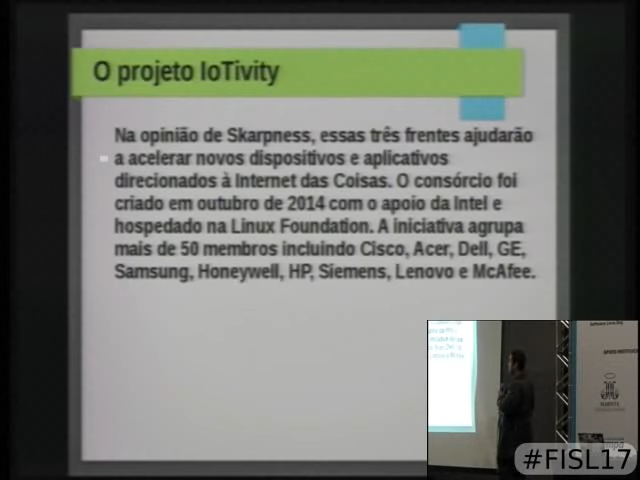 O projeto IoTivity
Na opinião de Skarpness, essas três frentes ajudarão
a acelerar novos dispositivos e aplicativos
direcionados à Internet das Coisas. O consórcio foi
criado em outubro de 2014 com o apoio da Intel e
hospedado na Linux Foundation. A iniciativa agrupa
mais de 50 membros incluindo Cisco, Acer, Dell, GE,
Samsung, Honeywell, HP, Siemens, Lenovo e McAfee.
#FISL17